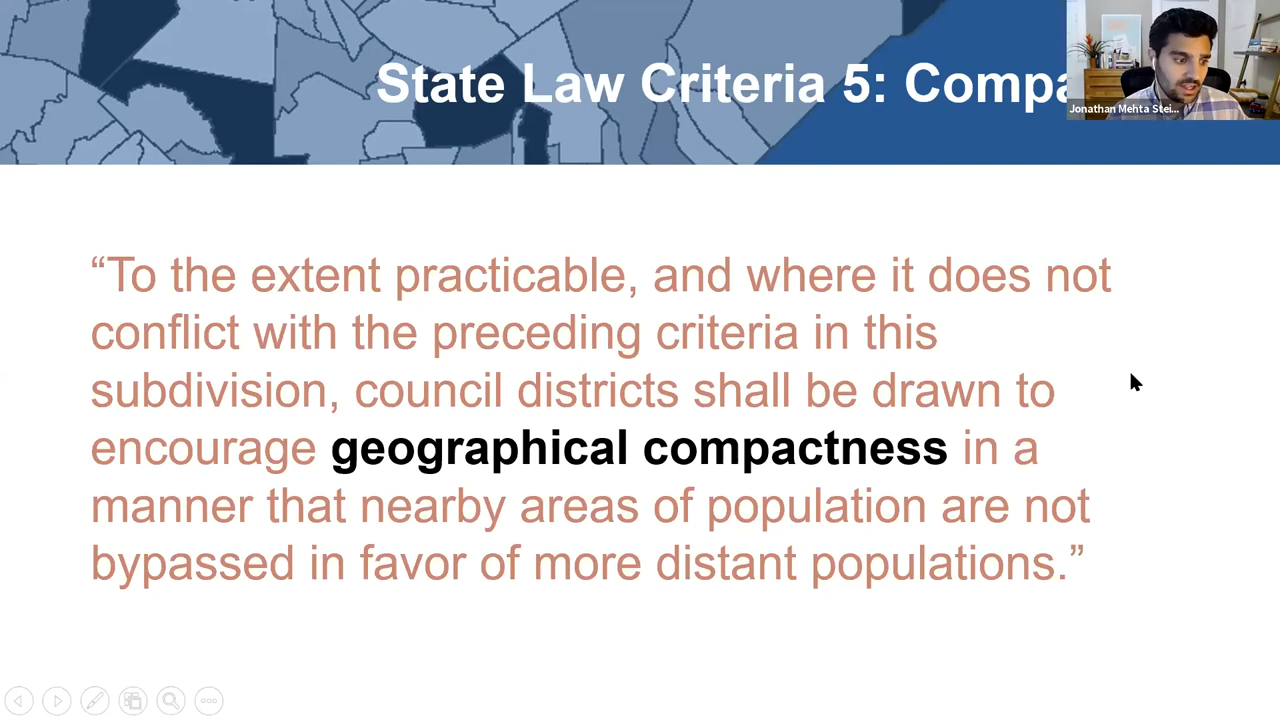 State Law Criteria 5: Compa
Jonathan Mehta Stei...
“To the extent practicable, and where it does not
conflict with the preceding criteria in this
subdivision, council districts shall be drawn to
encourage geographical compactness in a
manner that nearby areas of population are not
bypassed in favor of more distant populations.”